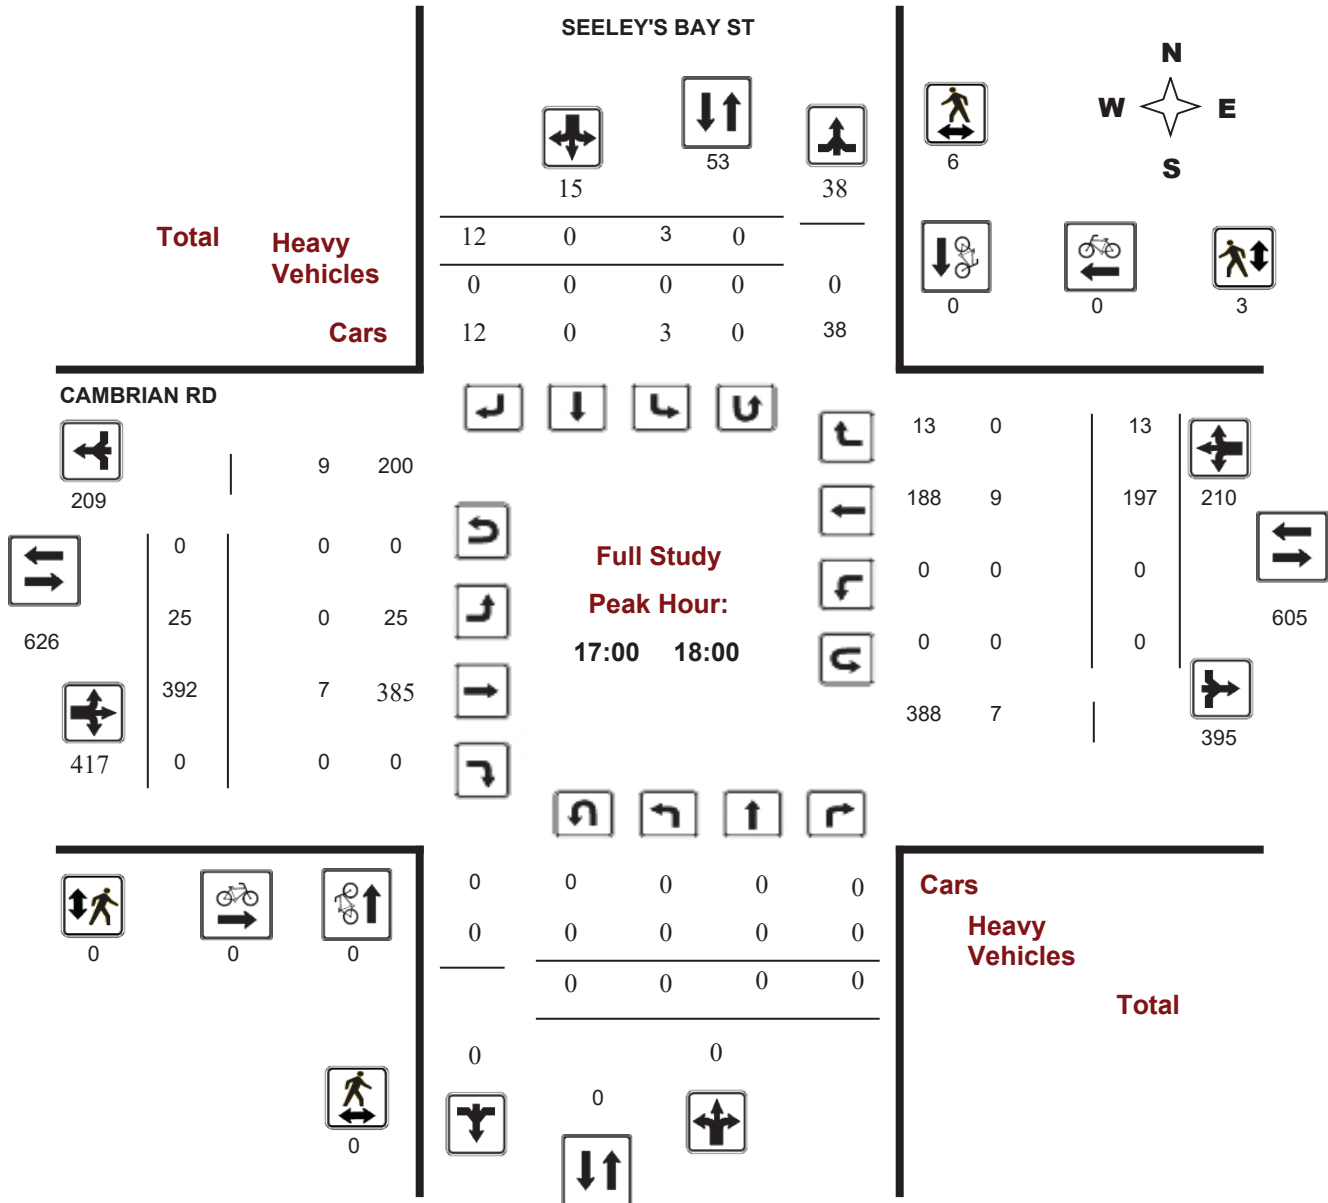 SEELEY'S BAY ST
N
W E
S
53
15 38
6
Total Heavy Vehicles
12 0 3 0
0 0 0 0 0
Cars 12 0 3 0 38
0 0 3
CAMBRIAN RD
209
9 200
0 0 0
626
25 0 25
392 7 385
417
0 0 0
Full Study
Peak Hour:
17:00 18:00
13 0 13
188 9 197 210
0 0 0
605
0 0 0
388 7
395
0 0 0
0
0 0 0 0 0
0 0 0 0 0
0 0 0 0
0 0
0
Cars
Heavy
Vehicles
Total